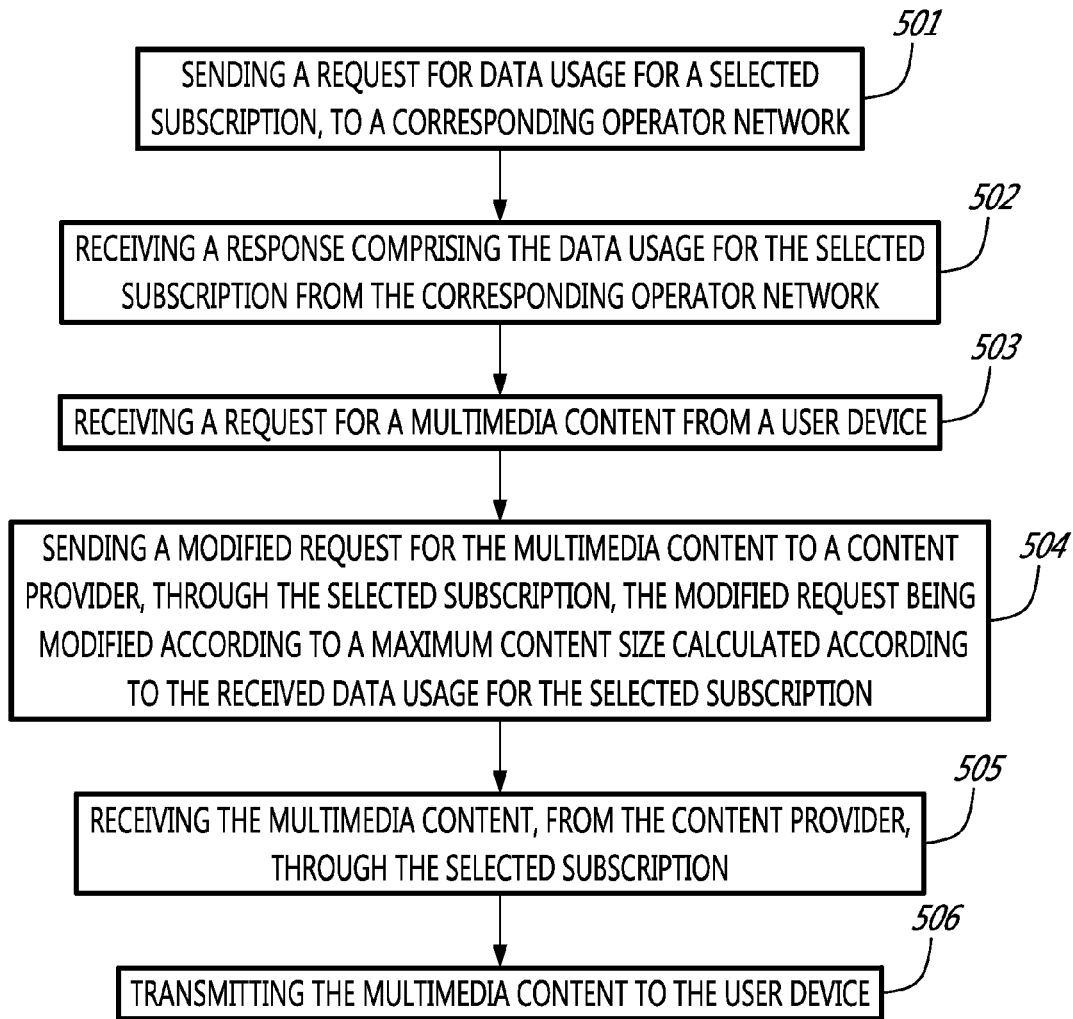 501
SENDING A REQUEST FOR DATA USAGE FOR A SELECTED
SUBSCRIPTION, TO A CORRESPONDING OPERATOR NETWORK
502
RECEIVING A RESPONSE COMPRISING THE DATA USAGE FOR THE SELECTED
SUBSCRIPTION FROM THE CORRESPONDING OPERATOR NETWORK
503
RECEIVING A REQUEST FOR A MULTIMEDIA CONTENT FROM A USER DEVICE
504
SENDING A MODIFIED REQUEST FOR THE MULTIMEDIA CONTENT TO A CONTENT
PROVIDER, THROUGH THE SELECTED SUBSCRIPTION, THE MODIFIED REQUEST BEING
MODIFIED ACCORDING TO A MAXIMUM CONTENT SIZE CALCULATED ACCORDING
TO THE RECEIVED DATA USAGE FOR THE SELECTED SUBSCRIPTION
505
RECEIVING THE MULTIMEDIA CONTENT, FROM THE CONTENT PROVIDER,
THROUGH THE SELECTED SUBSCRIPTION
506
TRANSMITTING THE MULTIMEDIA CONTENT TO THE USER DEVICE